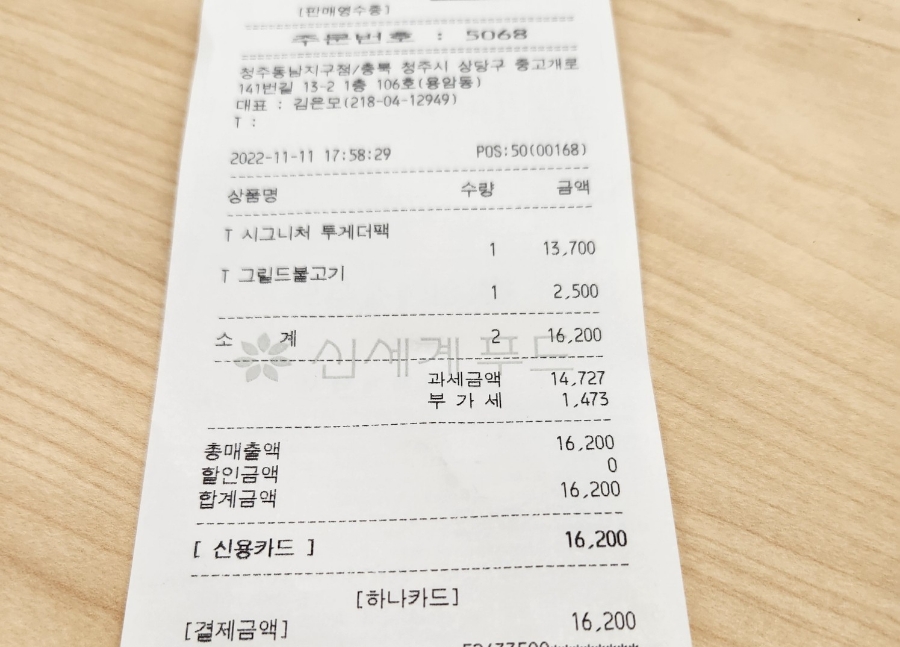 [판매영수증]
주문번호 : 5068
청주동남지구점/충북 청주시 상당구 중고개로
141번길 13-2 1층 106호(용암동)
대표 : 김은모(218-04-12949)
T :
2022-11-11 17:58:29 POS:50(00168)
상품명 수량 금액
T 시그니처 투게더팩
1 13,700
T 그릴드불고기
1 2,500
소 계 2 16,200
신세계푸드
과세금액 14,727
부 가 세 1,473
총매출액 16,200
할인금액 0
합계금액 16,200
[ 신용카드 ] 16,200
[하나카드]
[결제금액] 16,200